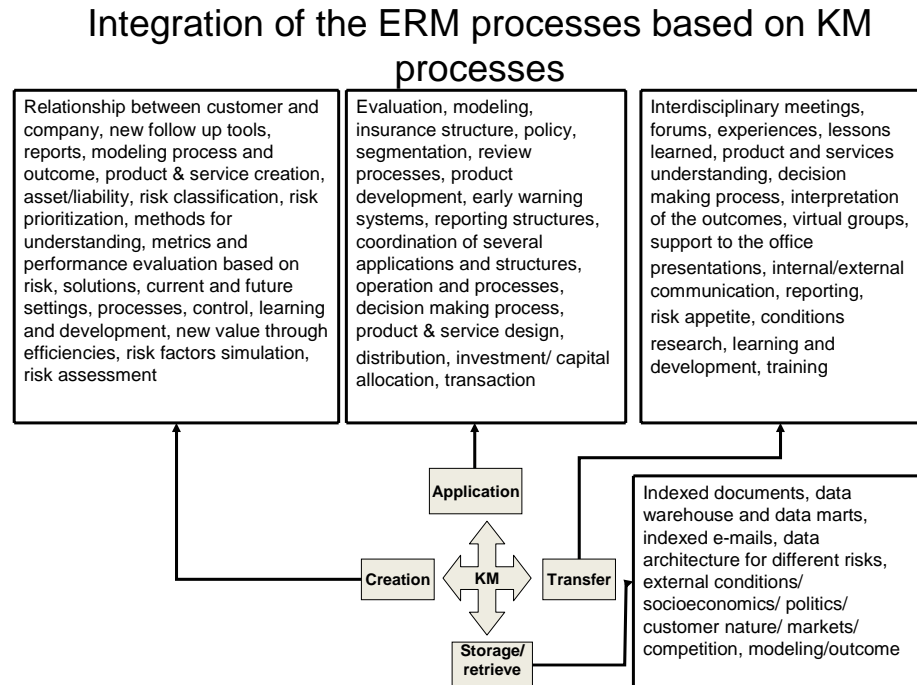 Integration of the ERM processes based on KM
processes
Relationship between customer and
company, new follow up tools,
reports, modeling process and
outcome, product & service creation,
asset/liability, risk classification, risk
prioritization, methods for
understanding, metrics and
performance evaluation based on
risk, solutions, current and future
settings, processes, control, learning
and development, new value through
efficiencies, risk factors simulation,
risk assessment
Evaluation, modeling,
insurance structure, policy,
segmentation, review
processes, product
development, early warning
systems, reporting structures,
coordination of several
applications and structures,
operation and processes,
decision making process,
product & service design,
distribution, investment/ capital
allocation, transaction
Interdisciplinary meetings,
forums, experiences, lessons
learned, product and services
understanding, decision
making process, interpretation
of the outcomes, virtual groups,
support to the office
presentations, internal/external
communication, reporting,
risk appetite, conditions
research, learning and
development, training
Application
Creation
KM
Transfer
Storage/
retrieve
Indexed documents, data
warehouse and data marts,
indexed e-mails, data
architecture for different risks,
external conditions/
socioeconomics/ politics/
customer nature/ markets/
competition, modeling/outcome